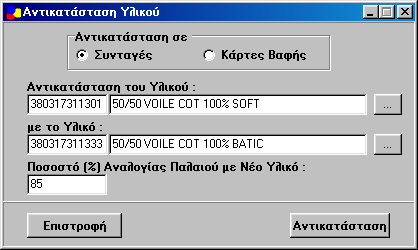 Αντικατάσταση Υλικού
Αντικατάσταση σε
Συνταγές Κάρτες Βαφής
Αντικατάσταση του Υλικού :
380317311301 50/50 VOILE COT 100% SOFT ...
με το Υλικό :
380317311333 50/50 VOILE COT 100% BATIC ...
Ποσοστό (%) Αναλογίας Παλαιού με Νέο Υλικό :
85
Επιστροφή Αντικατάσταση